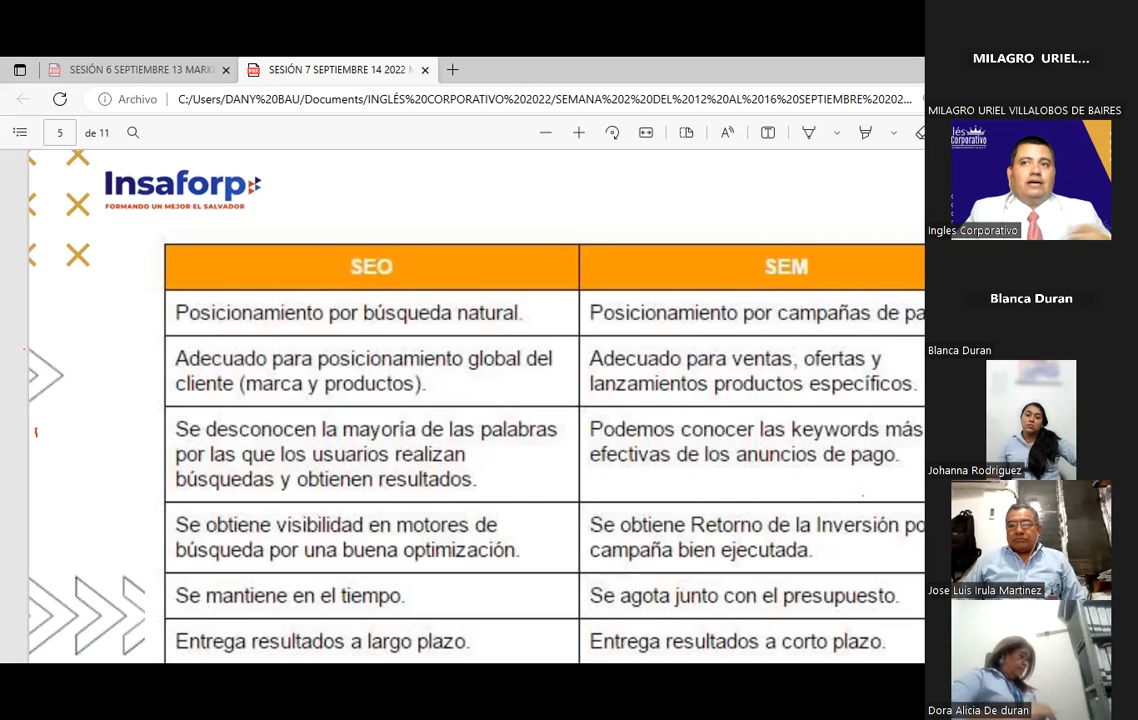 SESIÓN 6 SEPTIEMBRE 13 MARK
SESIÓN 7 SEPTIEMBRE 14 2022
Archivo
C:/Users/DANY%20BAU/Documents/INGLÉS%20CORPORATIVO%202022/SEMANA%202%20DEL%2012%20AL%2016%20SEPTIEMBRE%20202...
5 de 11
Insaforp
FORMANDO UN MEJOR EL SALVADOR
SEO
SEM
Posicionamiento por búsqueda natural.
Posicionamiento por campañas de pa
Adecuado para posicionamiento global del
cliente (marca y productos).
Adecuado para ventas, ofertas y
lanzamientos productos específicos.
Se desconocen la mayoría de las palabras
por las que los usuarios realizan
búsquedas y obtienen resultados.
Podemos conocer las keywords más
efectivas de los anuncios de pago.
Se obtiene visibilidad en motores de
búsqueda por una buena optimización.
Se obtiene Retorno de la Inversión po
campaña bien ejecutada.
Se mantiene en el tiempo.
Se agota junto con el presupuesto.
Entrega resultados a largo plazo.
Entrega resultados a corto plazo.
MILAGRO URIEL...
MILAGRO URIEL VILLALOBOS DE BAIRES
lés
Corporativo
Ingles Corporativo
Blanca Duran
Blanca Duran
Johanna Rodriguez
Jose Luis Irula Martinez
Dora Alicia De duran